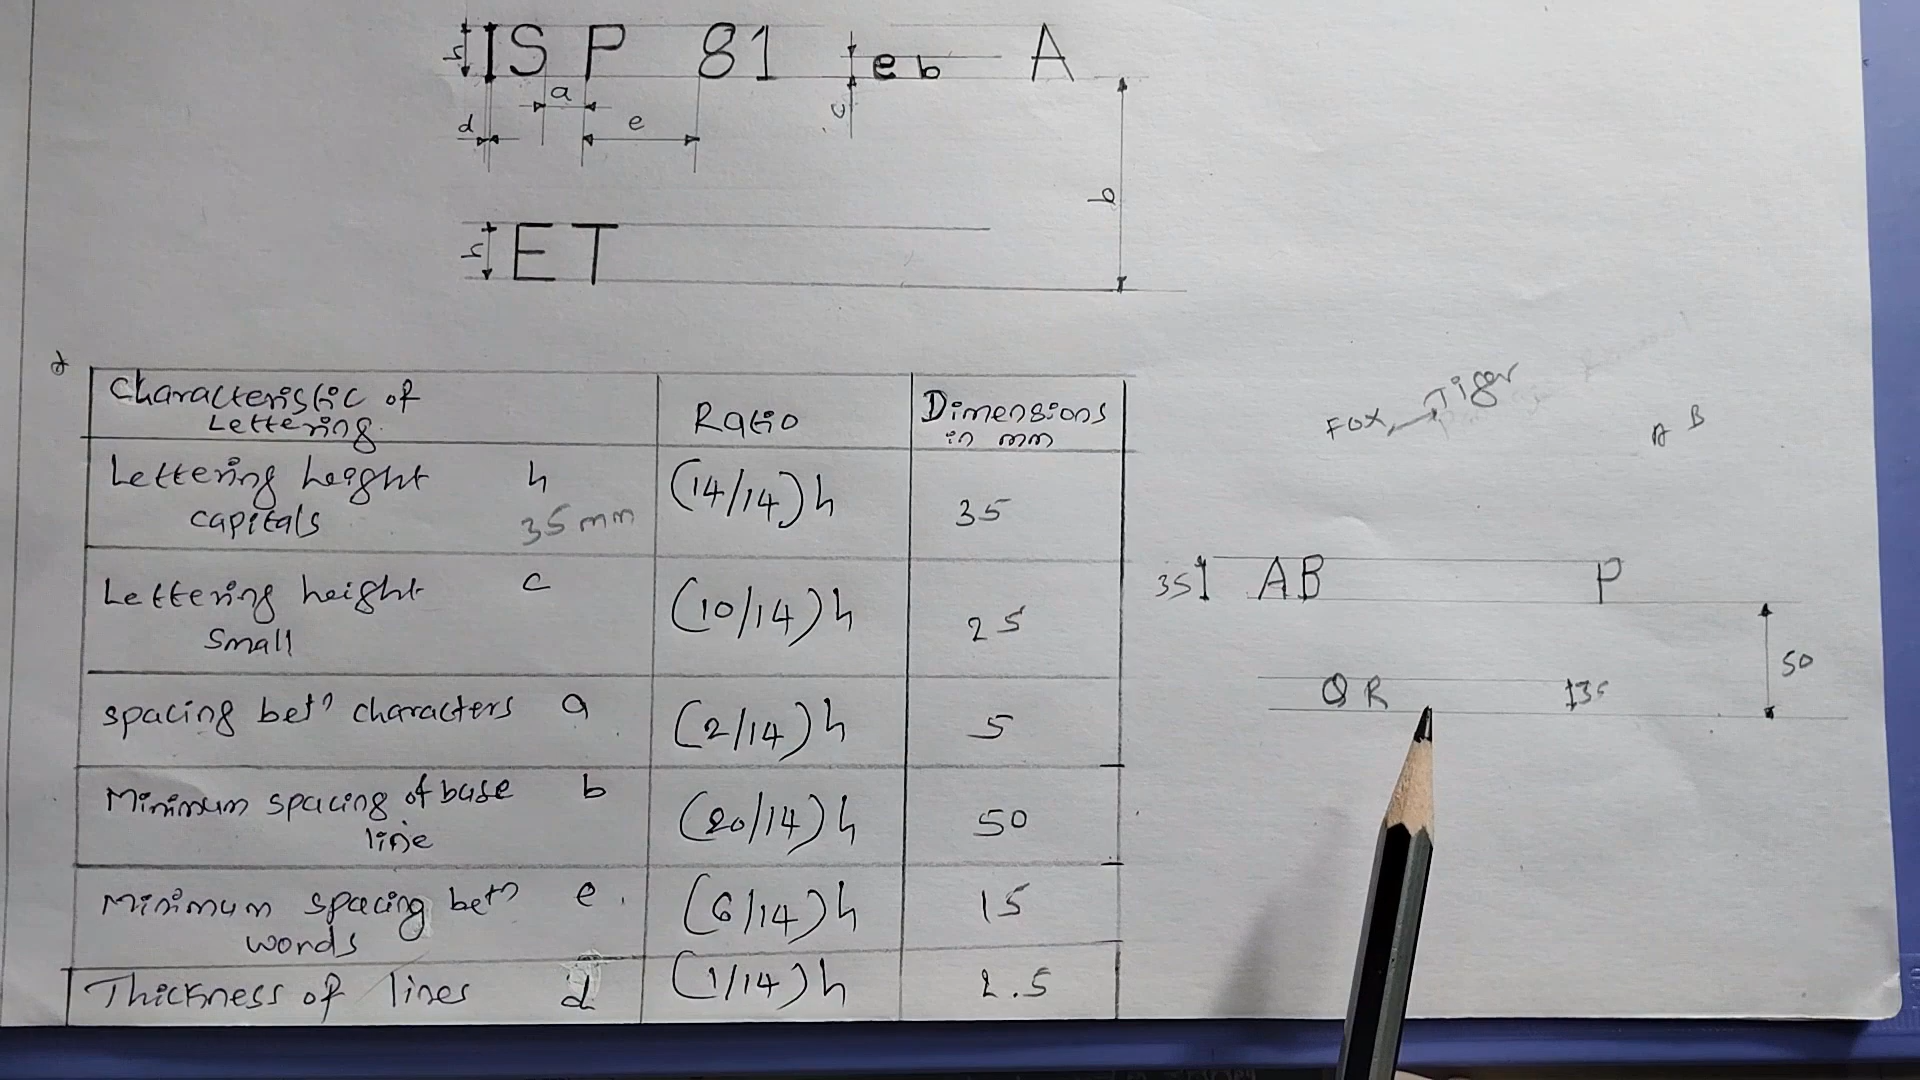 h ISP 81 eb A
a
c
d e
b
h ET
characteristic of Lettering. Ratio Dimensions in mm
Lettering height capitals h 35mm (14/14)h 35
Lettering height small c (10/14)h 25
spacing betn characters a (2/14)h 5
Minimum spacing of base line b (20/14)h 50
Minimum spacing betn words e. (6/14)h 15
Thickness of lines d (1/14)h 2.5
FOX, Tiger
A B
35 AB P
50
QR 35